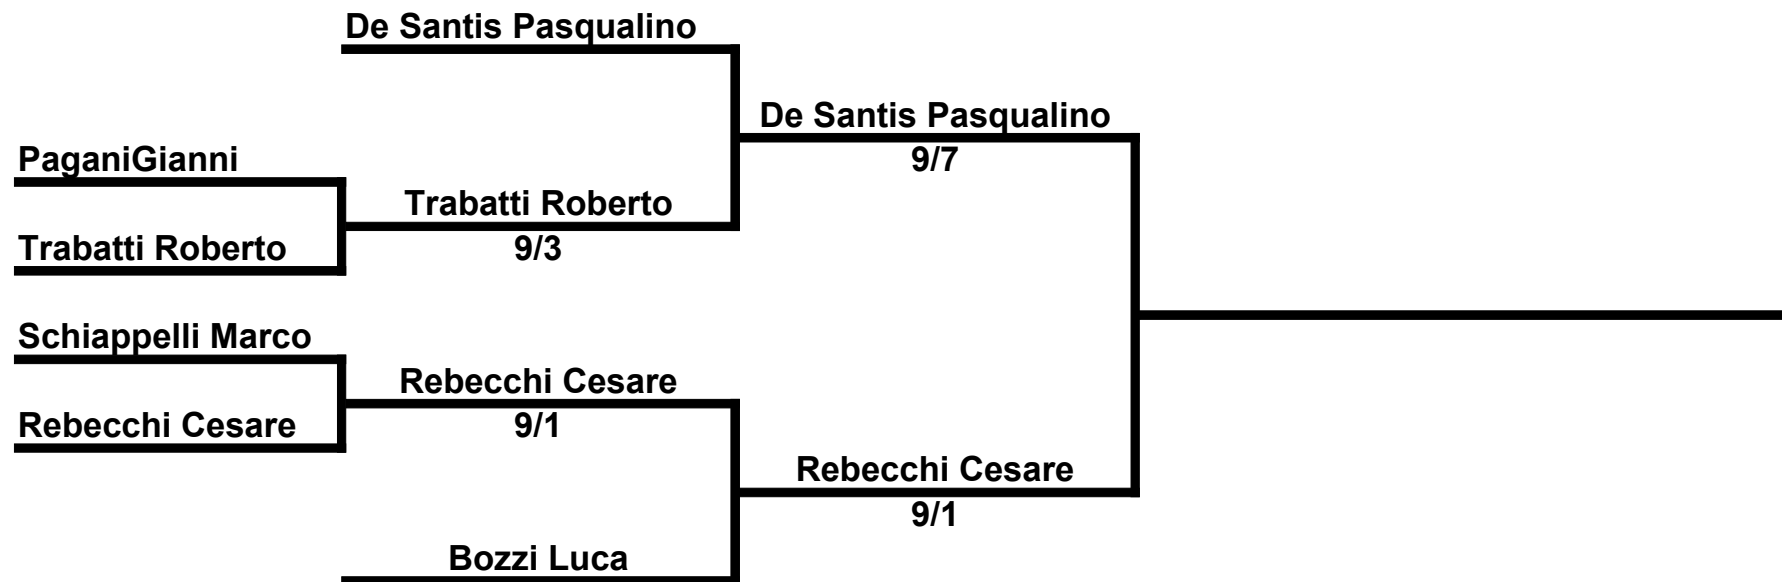 De Santis Pasqualino
De Santis Pasqualino
9/7
PaganiGianni
Trabatti Roberto
9/3
Trabatti Roberto
Schiappelli Marco
Rebecchi Cesare
9/1
Rebecchi Cesare
Rebecchi Cesare
9/1
Bozzi Luca